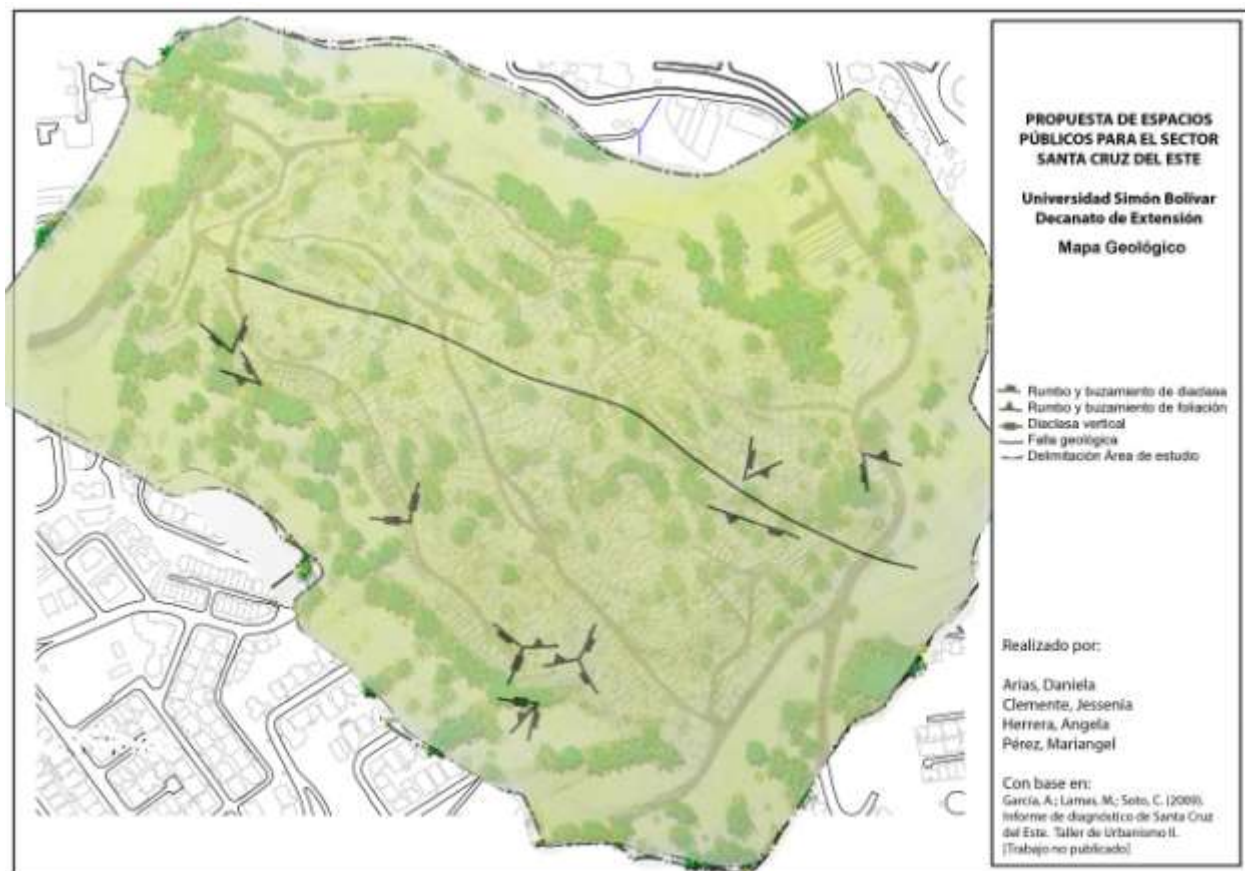 PROPUESTA DE ESPACIOS
PÚBLICOS PARA EL SECTOR
SANTA CRUZ DEL ESTE
Universidad Simón Bolívar
Decanato de Extensión
Mapa Geológico
Rumbo y buzamiento de diaclasa
Rumbo y buzamiento de foliación
Diaclasa vertical
Falla geológica
Delimitación Área de estudio
Realizado por:
Arias, Daniela
Clemente, Jessenia
Herrera, Angela
Pérez, Mariangel
Con base en:
García, A.; Lamas, M.; Soto, C. (2009).
Informe de diagnóstico de Santa Cruz
del Este. Taller de Urbanismo II.
[Trabajo no publicado]